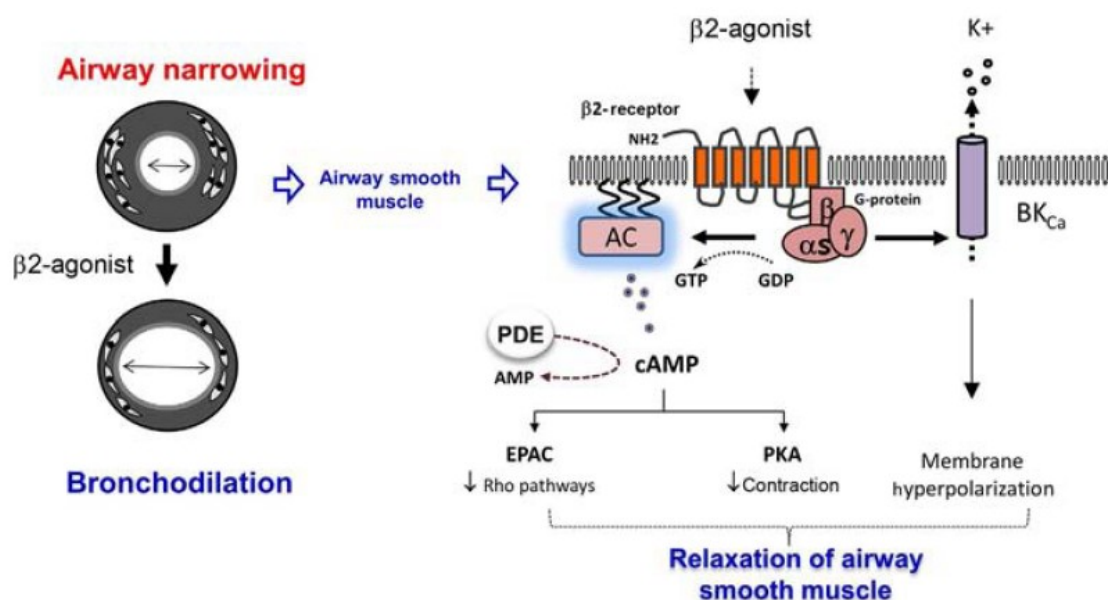 Airway narrowing
β2-agonist
Bronchodilation
Airway smooth
muscle
β2-agonist
K+
β2-receptor
NH2
G-protein
β
αs
γ
BKCa
AC
GTP
GDP
PDE
AMP
cAMP
EPAC
↓ Rho pathways
PKA
↓Contraction
Membrane
hyperpolarization
Relaxation of airway
smooth muscle